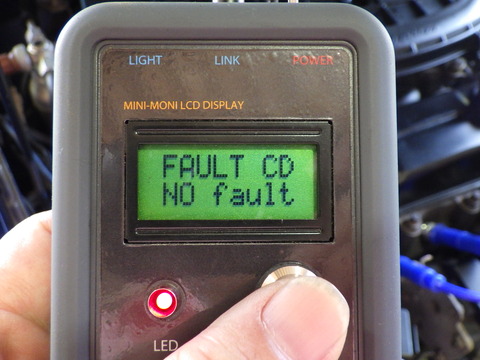 LIGHT LINK POWER
MINI-MONI LCD DISPLAY
FAULT CD
NO fault
LED